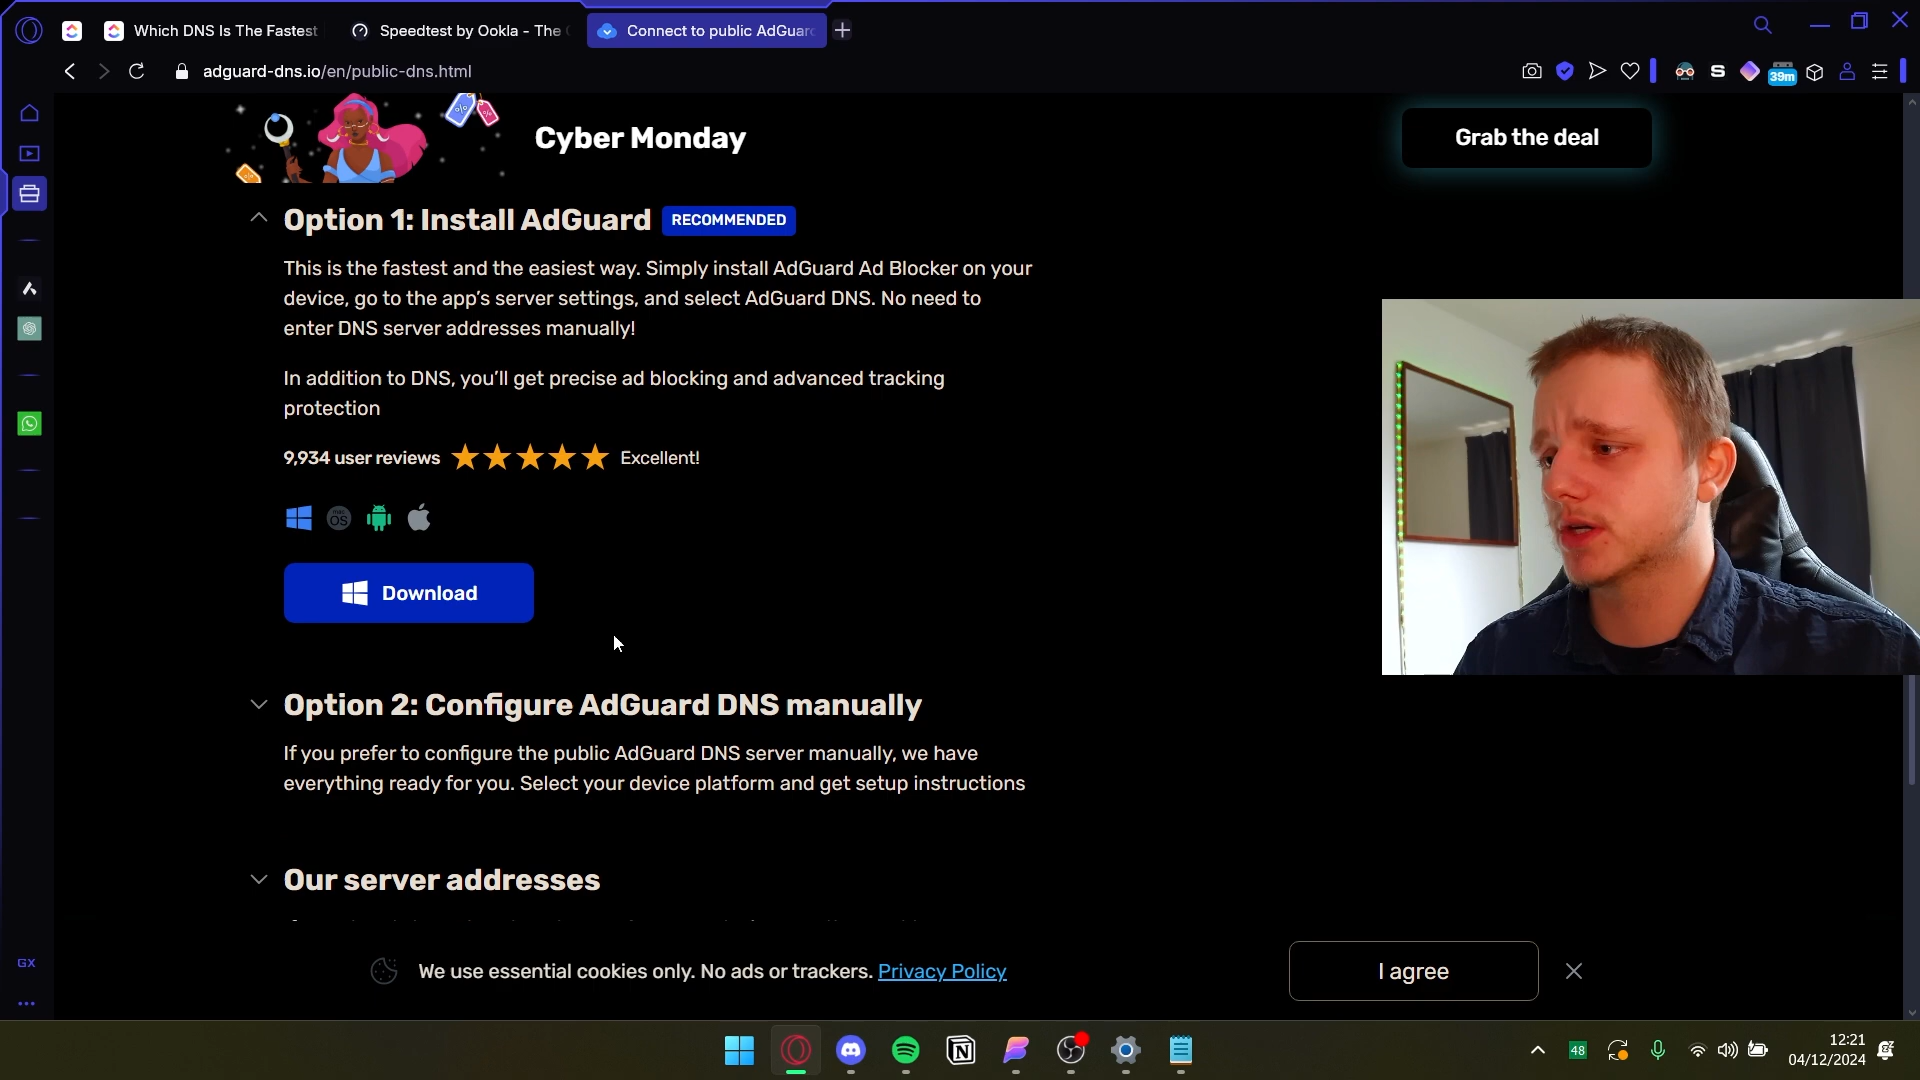 Which DNS Is The Fastest
Speedtest by Ookla - The
Connect to public AdGuar
adguard-dns.io/en/public-dns.html
S
39m
Cyber Monday
Grab the deal
Option 1: Install AdGuard
RECOMMENDED
This is the fastest and the easiest way. Simply install AdGuard Ad Blocker on your
device, go to the app's server settings, and select AdGuard DNS. No need to
enter DNS server addresses manually!
In addition to DNS, you'll get precise ad blocking and advanced tracking
protection
9,934 user reviews
Excellent!
mac
OS
Download
Option 2: Configure AdGuard DNS manually
If you prefer to configure the public AdGuard DNS server manually, we have
everything ready for you. Select your device platform and get setup instructions
Our server addresses
GX
We use essential cookies only. No ads or trackers. Privacy Policy
I agree
48
12:21
04/12/2024